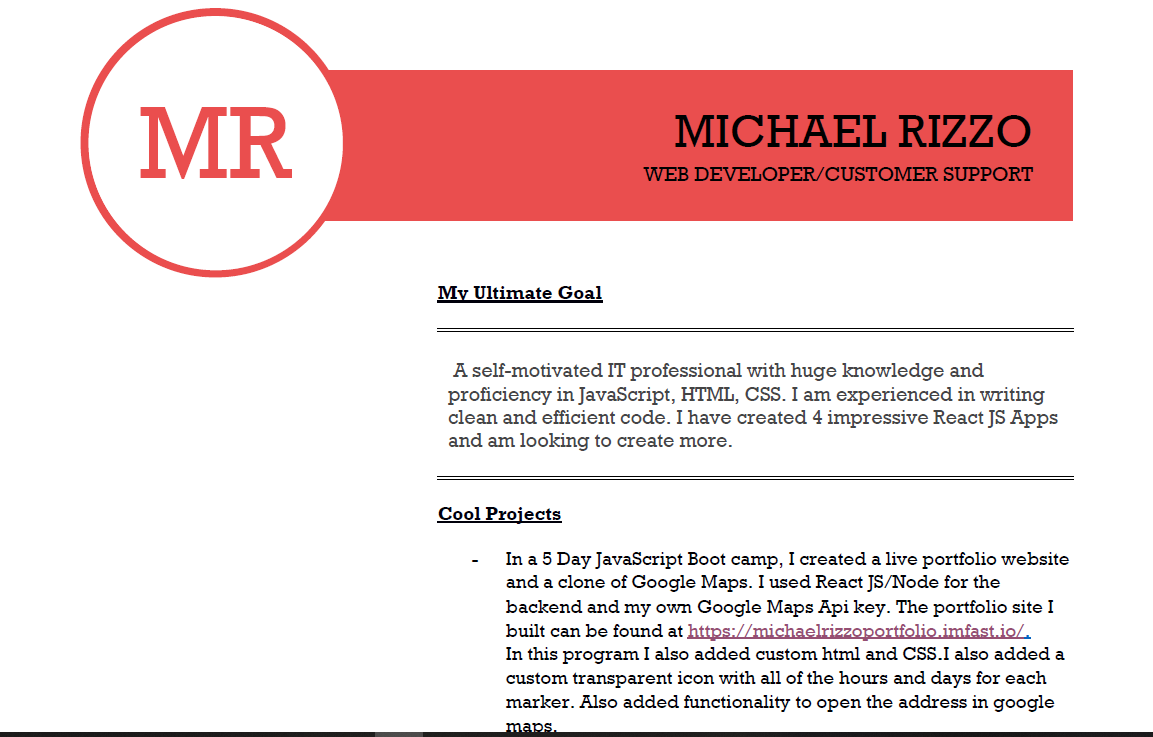 MR
MICHAEL RIZZO
WEB DEVELOPER/CUSTOMER SUPPORT
My Ultimate Goal
A self-motivated IT professional with huge knowledge and
proficiency in JavaScript, HTML, CSS. I am experienced in writing
clean and efficient code. I have created 4 impressive React JS Apps
and am looking to create more.
Cool Projects
- In a 5 Day JavaScript Boot camp, I created a live portfolio website
and a clone of Google Maps. I used React JS/Node for the
backend and my own Google Maps Api key. The portfolio site I
built can be found at https://michaelrizzoportfolio.imfast.io/.
In this program I also added custom html and CSS.I also added a
custom transparent icon with all of the hours and days for each
marker. Also added functionality to open the address in google
maps.